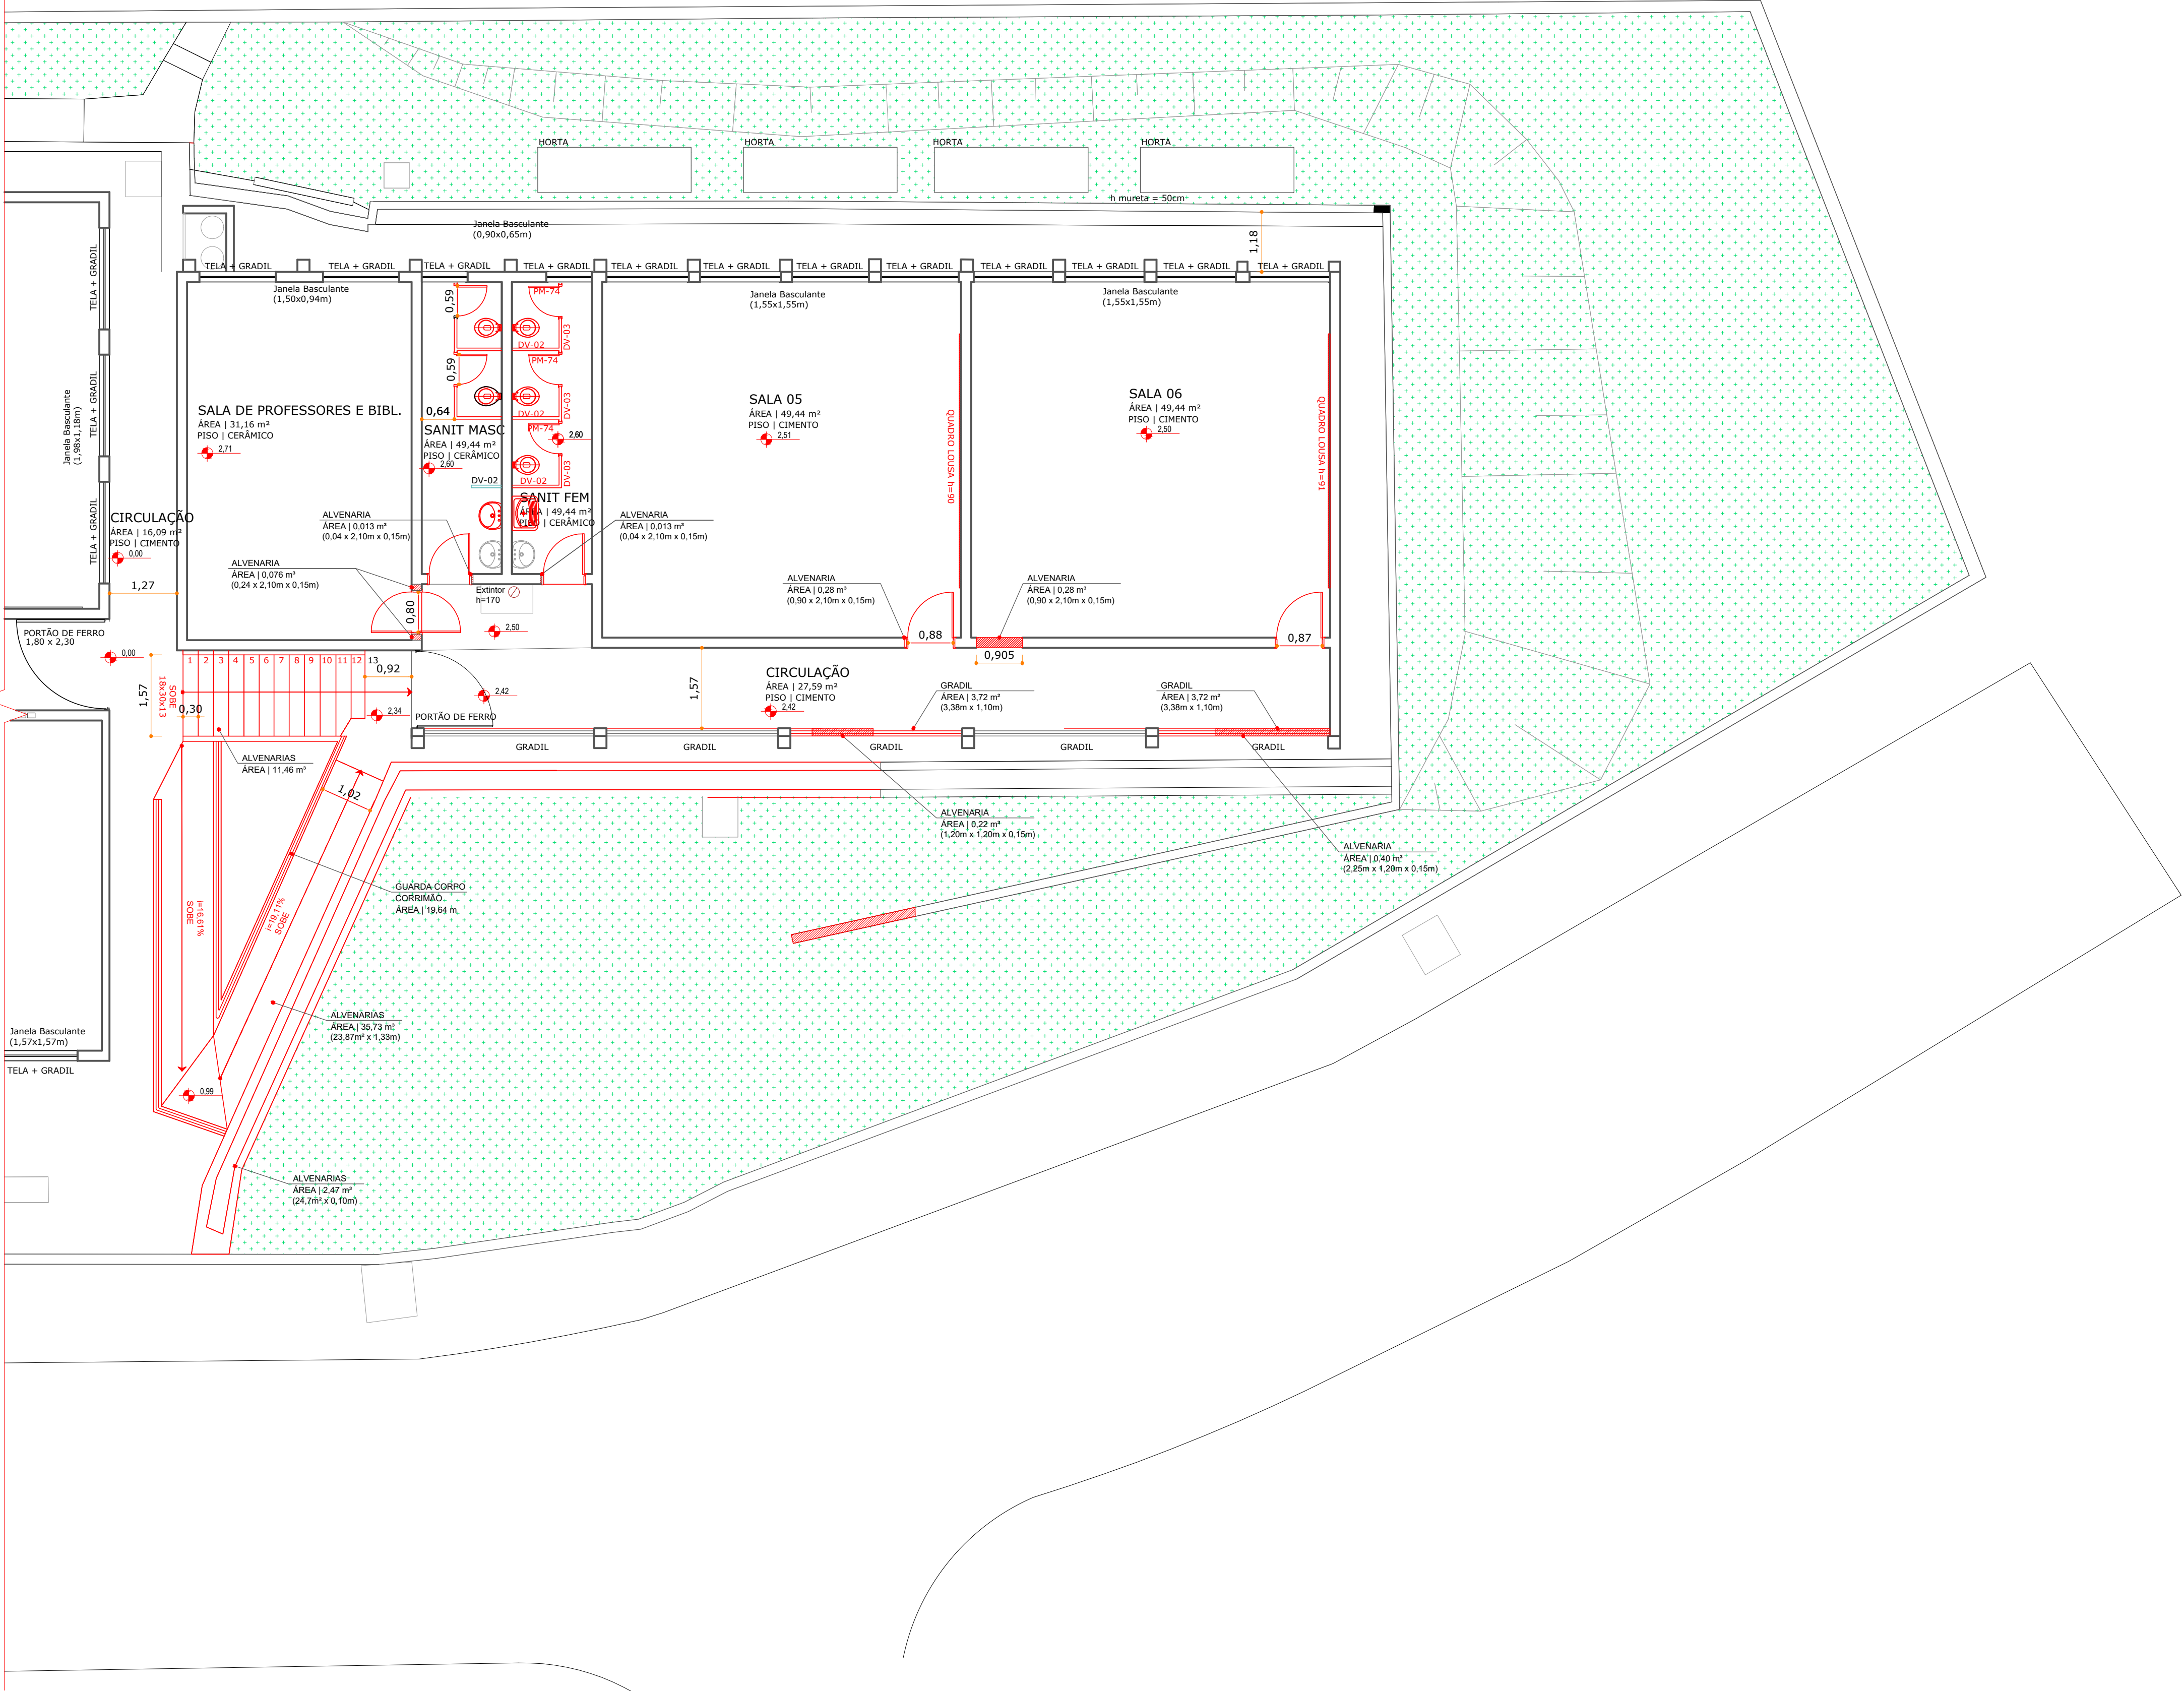 HORTA
HORTA
HORTA
HORTA
h mureta = 50cm
Janela Basculante
(0,90x0,65m)
1,18
TELA + GRADIL
TELA + GRADIL
TELA + GRADIL
TELA + GRADIL
TELA + GRADIL
TELA + GRADIL
TELA + GRADIL
TELA + GRADIL
TELA + GRADIL
TELA + GRADIL
TELA + GRADIL
TELA + GRADIL
Janela Basculante
(1,50x0,94m)
Janela Basculante
(1,55x1,55m)
Janela Basculante
(1,55x1,55m)
TELA + GRADIL
TELA + GRADIL
TELA + GRADIL
Janela Basculante
(1,98x1,18m)
0,59
0,59
PM-74
DV-03
DV-02
PM-74
DV-03
DV-02
PM-74
DV-03
DV-02
0,64
SALA DE PROFESSORES E BIBL.
ÁREA | 31,16 m²
PISO | CERÂMICO
2,71
SANIT MASC
ÁREA | 49,44 m²
PISO | CERÂMICO
2,60
2,60
DV-02
SANIT FEM
ÁREA | 49,44 m²
PISO | CERÂMICO
SALA 05
ÁREA | 49,44 m²
PISO | CIMENTO
2,51
QUADRO LOUSA h=90
SALA 06
ÁREA | 49,44 m²
PISO | CIMENTO
2,50
QUADRO LOUSA h=91
CIRCULAÇÃO
ÁREA | 16,09 m²
PISO | CIMENTO
0,00
1,27
ALVENARIA
ÁREA | 0,013 m³
(0,04 x 2,10m x 0,15m)
ALVENARIA
ÁREA | 0,013 m³
(0,04 x 2,10m x 0,15m)
ALVENARIA
ÁREA | 0,076 m³
(0,24 x 2,10m x 0,15m)
Extintor
h=170
0,80
2,50
ALVENARIA
ÁREA | 0,28 m³
(0,90 x 2,10m x 0,15m)
ALVENARIA
ÁREA | 0,28 m³
(0,90 x 2,10m x 0,15m)
0,88
0,905
0,87
PORTÃO DE FERRO
1,80 x 2,30
0,00
1 2 3 4 5 6 7 8 9 10 11 12 13
0,92
1,57
SOBE
18x30x13
0,30
2,34
2,42
PORTÃO DE FERRO
1,57
CIRCULAÇÃO
ÁREA | 27,59 m²
PISO | CIMENTO
2,42
GRADIL
ÁREA | 3,72 m²
(3,38m x 1,10m)
GRADIL
ÁREA | 3,72 m²
(3,38m x 1,10m)
GRADIL
GRADIL
GRADIL
GRADIL
GRADIL
ALVENARIAS
ÁREA | 11,46 m³
1,02
ALVENARIA
ÁREA | 0,22 m³
(1,20m x 1,20m x 0,15m)
ALVENARIA
ÁREA | 0,40 m³
(2,25m x 1,20m x 0,15m)
GUARDA CORPO
CORRIMÃO
ÁREA | 19,64 m
i=16,61%
SOBE
i=19,11%
SOBE
ALVENARIAS
ÁREA | 35,73 m³
(23,87m² x 1,33m)
Janela Basculante
(1,57x1,57m)
TELA + GRADIL
0,99
ALVENARIAS
ÁREA | 2,47 m³
(24,7m² x 0,10m)